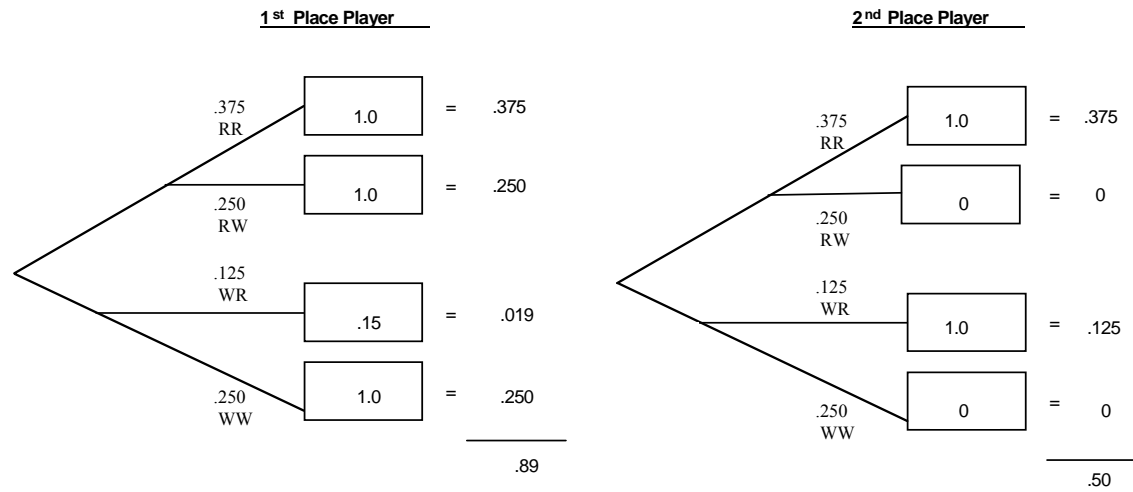 1st Place Player
.375
RR
1.0 = .375
.250
RW
1.0 = .250
.125
WR
.15 = .019
.250
WW
1.0 = .250
.89
2nd Place Player
.375
RR
1.0 = .375
.250
RW
0 = 0
.125
WR
1.0 = .125
.250
WW
0 = 0
.50